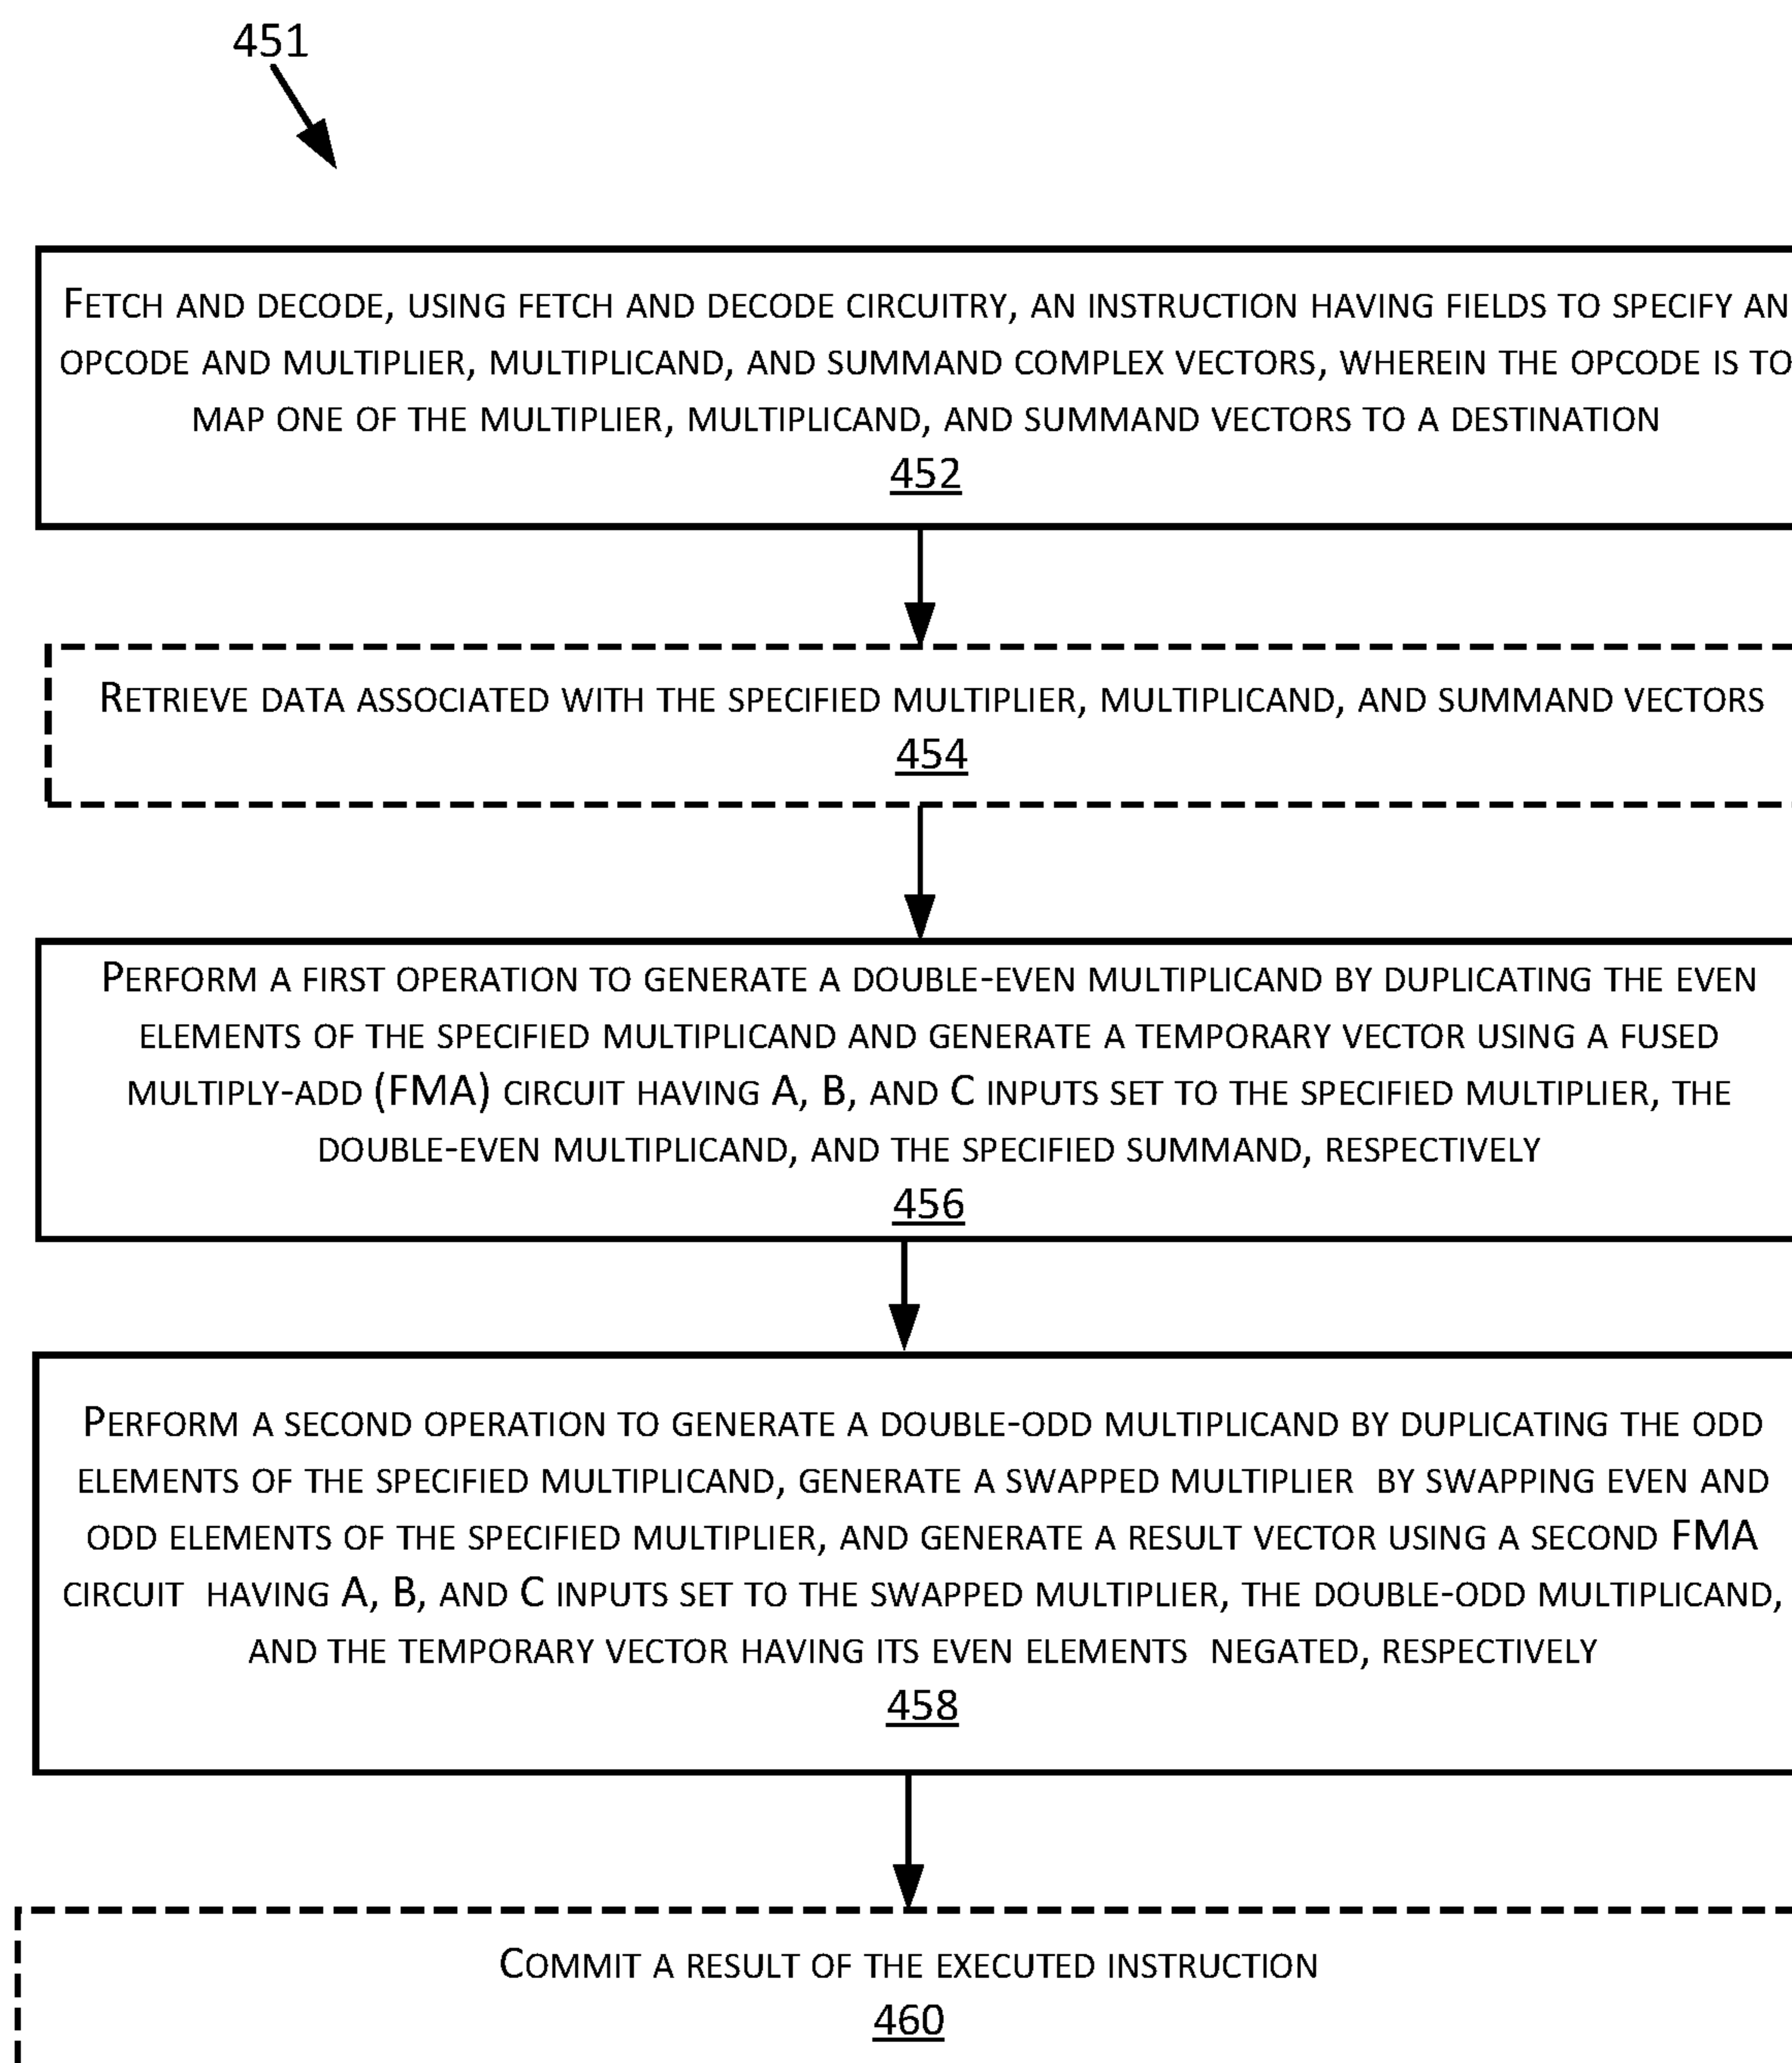 451
FETCH AND DECODE, USING FETCH AND DECODE CIRCUITRY, AN INSTRUCTION HAVING FIELDS TO SPECIFY AN
OPCODE AND MULTIPLIER, MULTIPLICAND, AND SUMMAND COMPLEX VECTORS, WHEREIN THE OPCODE IS TO
MAP ONE OF THE MULTIPLIER, MULTIPLICAND, AND SUMMAND VECTORS TO A DESTINATION
452
RETRIEVE DATA ASSOCIATED WITH THE SPECIFIED MULTIPLIER, MULTIPLICAND, AND SUMMAND VECTORS
454
PERFORM A FIRST OPERATION TO GENERATE A DOUBLE-EVEN MULTIPLICAND BY DUPLICATING THE EVEN
ELEMENTS OF THE SPECIFIED MULTIPLICAND AND GENERATE A TEMPORARY VECTOR USING A FUSED
MULTIPLY-ADD (FMA) CIRCUIT HAVING A, B, AND C INPUTS SET TO THE SPECIFIED MULTIPLIER, THE
DOUBLE-EVEN MULTIPLICAND, AND THE SPECIFIED SUMMAND, RESPECTIVELY
456
PERFORM A SECOND OPERATION TO GENERATE A DOUBLE-ODD MULTIPLICAND BY DUPLICATING THE ODD
ELEMENTS OF THE SPECIFIED MULTIPLICAND, GENERATE A SWAPPED MULTIPLIER BY SWAPPING EVEN AND
ODD ELEMENTS OF THE SPECIFIED MULTIPLIER, AND GENERATE A RESULT VECTOR USING A SECOND FMA
CIRCUIT HAVING A, B, AND C INPUTS SET TO THE SWAPPED MULTIPLIER, THE DOUBLE-ODD MULTIPLICAND,
AND THE TEMPORARY VECTOR HAVING ITS EVEN ELEMENTS NEGATED, RESPECTIVELY
458
COMMIT A RESULT OF THE EXECUTED INSTRUCTION
460